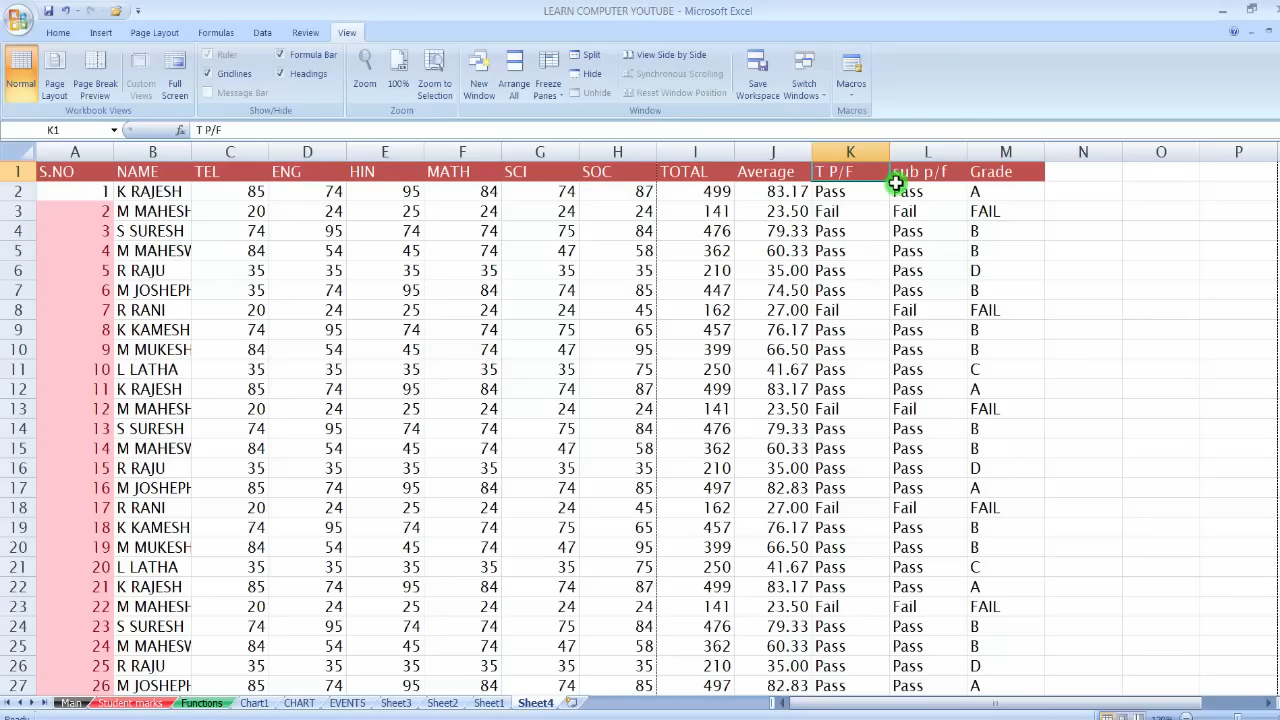 LEARN COMPUTER YOUTUBE - Microsoft Excel
Home Insert Page Layout Formulas Data Review View
Normal Page Layout Page Break Preview Custom Views Full Screen
Workbook Views
Ruler Formula Bar
Gridlines Headings
Message Bar
Show/Hide
Zoom 100% Zoom to Selection
Zoom
New Window Arrange All Freeze Panes
Split View Side by Side
Hide Synchronous Scrolling
Unhide Reset Window Position
Window
Save Workspace Switch Windows
Macros
Macros
K1 fx T P/F
A B C D E F G H I J K L M N O P
1 S.NO NAME TEL ENG HIN MATH SCI SOC TOTAL Average T P/F sub p/f Grade
2 1 K RAJESH 85 74 95 84 74 87 499 83.17 Pass Pass A
3 2 M MAHESH 20 24 25 24 24 24 141 23.50 Fail Fail FAIL
4 3 S SURESH 74 95 74 74 75 84 476 79.33 Pass Pass B
5 4 M MAHESW 84 54 45 74 47 58 362 60.33 Pass Pass B
6 5 R RAJU 35 35 35 35 35 35 210 35.00 Pass Pass D
7 6 M JOSHEPH 35 74 95 84 74 85 447 74.50 Pass Pass B
8 7 R RANI 20 24 25 24 24 45 162 27.00 Fail Fail FAIL
9 8 K KAMESH 74 95 74 74 75 65 457 76.17 Pass Pass B
10 9 M MUKESH 84 54 45 74 47 95 399 66.50 Pass Pass B
11 10 L LATHA 35 35 35 35 35 75 250 41.67 Pass Pass C
12 11 K RAJESH 85 74 95 84 74 87 499 83.17 Pass Pass A
13 12 M MAHESH 20 24 25 24 24 24 141 23.50 Fail Fail FAIL
14 13 S SURESH 74 95 74 74 75 84 476 79.33 Pass Pass B
15 14 M MAHESW 84 54 45 74 47 58 362 60.33 Pass Pass B
16 15 R RAJU 35 35 35 35 35 35 210 35.00 Pass Pass D
17 16 M JOSHEPH 85 74 95 84 74 85 497 82.83 Pass Pass A
18 17 R RANI 20 24 25 24 24 45 162 27.00 Fail Fail FAIL
19 18 K KAMESH 74 95 74 74 75 65 457 76.17 Pass Pass B
20 19 M MUKESH 84 54 45 74 47 95 399 66.50 Pass Pass B
21 20 L LATHA 35 35 35 35 35 75 250 41.67 Pass Pass C
22 21 K RAJESH 85 74 95 84 74 87 499 83.17 Pass Pass A
23 22 M MAHESH 20 24 25 24 24 24 141 23.50 Fail Fail FAIL
24 23 S SURESH 74 95 74 74 75 84 476 79.33 Pass Pass B
25 24 M MAHESW 84 54 45 74 47 58 362 60.33 Pass Pass B
26 25 R RAJU 35 35 35 35 35 35 210 35.00 Pass Pass D
27 26 M JOSHEPH 85 74 95 84 74 85 497 82.83 Pass Pass A
Main Student marks Functions Chart1 CHART EVENTS Sheet3 Sheet2 Sheet1 Sheet4